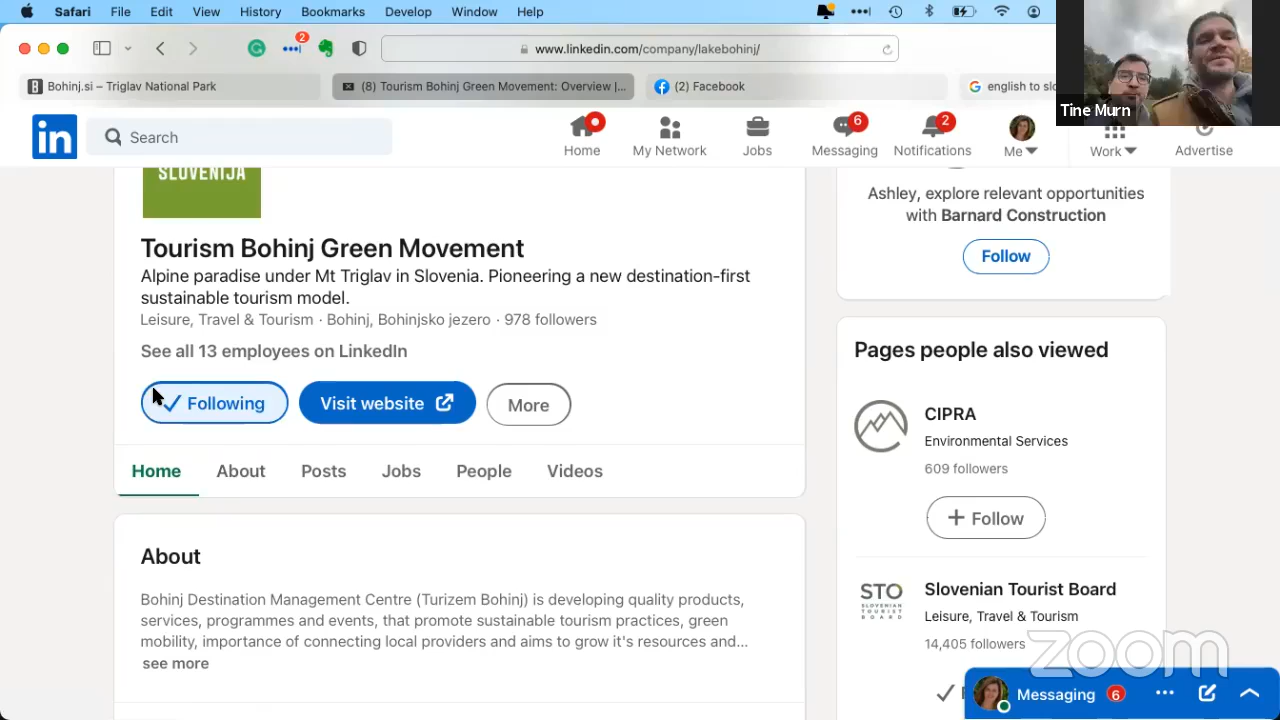 Safari File Edit View History Bookmarks Develop Window Help
2
www.linkedin.com/company/lakebohinj/
Bohinj.si – Triglav National Park
(8) Tourism Bohinj Green Movement: Overview |...
(2) Facebook
english to slo
Tine Murn
in
Search
Home
My Network
Jobs
6
Messaging
2
Notifications
Me
Work
Advertise
SLOVENIJA
Tourism Bohinj Green Movement
Alpine paradise under Mt Triglav in Slovenia. Pioneering a new destination-first
sustainable tourism model.
Leisure, Travel & Tourism · Bohinj, Bohinjsko jezero · 978 followers
See all 13 employees on LinkedIn
Following
Visit website
More
Home
About
Posts
Jobs
People
Videos
About
Bohinj Destination Management Centre (Turizem Bohinj) is developing quality products,
services, programmes and events, that promote sustainable tourism practices, green
mobility, importance of connecting local providers and aims to grow it's resources and...
see more
Ashley, explore relevant opportunities
with Barnard Construction
Follow
Pages people also viewed
CIPRA
Environmental Services
609 followers
+ Follow
STO
SLOVENIAN
TOURIST
BOARD
Slovenian Tourist Board
Leisure, Travel & Tourism
14,405 followers
zoom
Messaging 6